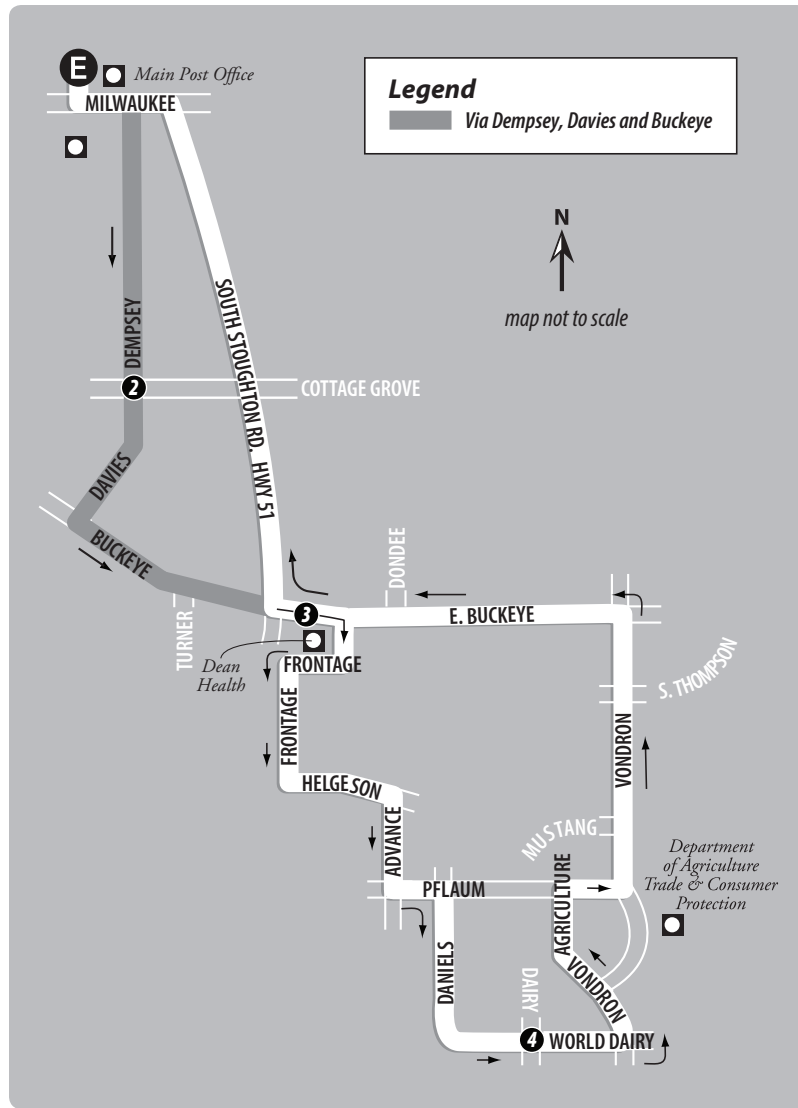 E
Main Post Office
MILWAUKEE
Legend
Via Dempsey, Davies and Buckeye
N
map not to scale
DEMPSEY
SOUTH STOUGHTON RD. HWY 51
2
COTTAGE GROVE
DAVIES
BUCKEYE
DONDEE
TURNER
3
E. BUCKEYE
Dean
Health
FRONTAGE
S. THOMPSON
FRONTAGE
VONDRON
HELGESON
ADVANCE
MUSTANG
Department
of Agriculture
Trade & Consumer
Protection
PFLAUM
AGRICULTURE
DANIELS
DAIRY
VONDRON
4
WORLD DAIRY